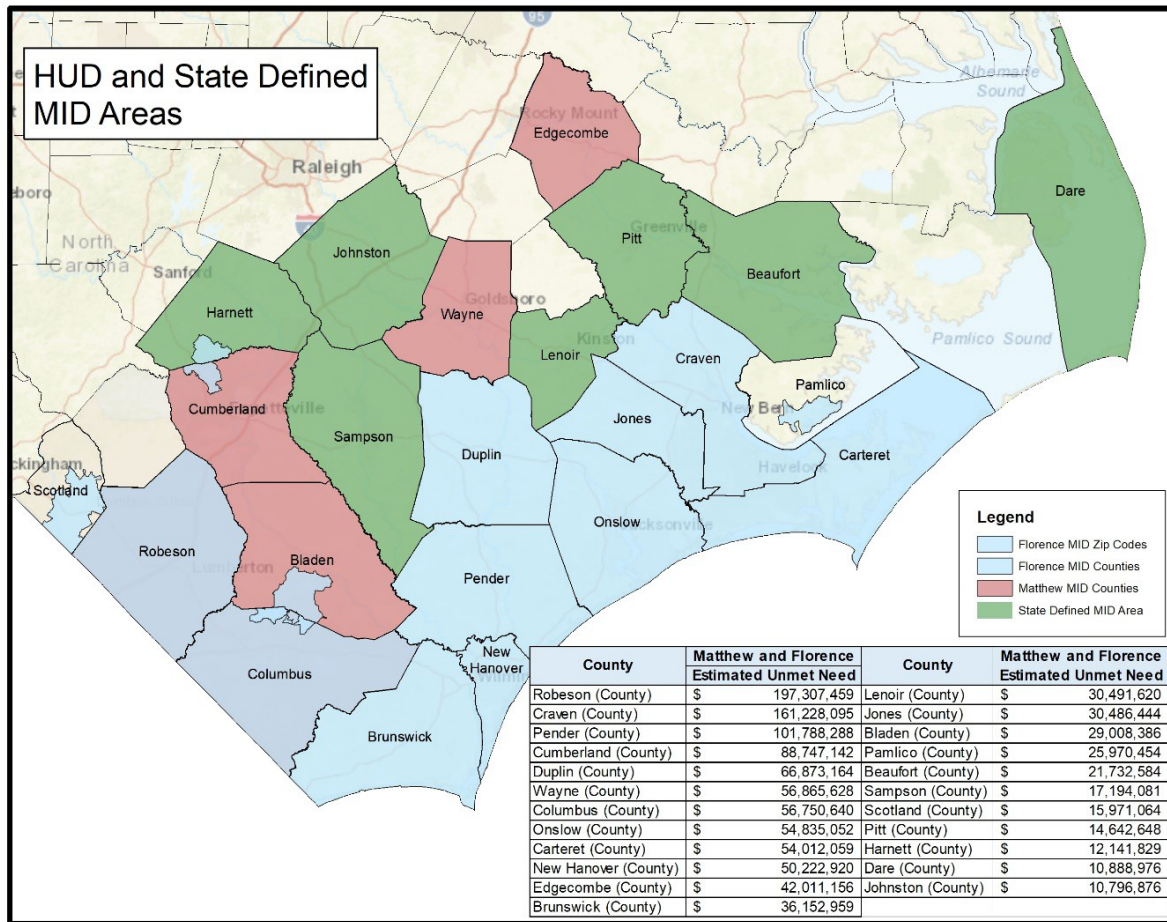 HUD and State Defined
MID Areas
95
Albemarle
Sound
Rocky Mount
Edgecombe
Raleigh
Dare
boro
Johnston
Pitt
Greenville
North
Carolina
Sanford
Beaufort
Harnett
Goldsboro
Wayne
Kinston
Lenoir
Craven
Pamlico Sound
Pamlico
Cumberland
New Bern
Jones
Sampson
Duplin
Carteret
Havelock
ckingham
Scotland
Onslow
acksonville
Robeson
Bladen
Lumberton
Pender
Columbus
New
Hanover
Brunswick
Legend
Florence MID Zip Codes
Florence MID Counties
Matthew MID Counties
State Defined MID Area
County Matthew and Florence Estimated Unmet Need County Matthew and Florence Estimated Unmet Need
Robeson (County) $ 197,307,459 Lenoir (County) $ 30,491,620
Craven (County) $ 161,228,095 Jones (County) $ 30,486,444
Pender (County) $ 101,788,288 Bladen (County) $ 29,008,386
Cumberland (County) $ 88,747,142 Pamlico (County) $ 25,970,454
Duplin (County) $ 66,873,164 Beaufort (County) $ 21,732,584
Wayne (County) $ 56,865,628 Sampson (County) $ 17,194,081
Columbus (County) $ 56,750,640 Scotland (County) $ 15,971,064
Onslow (County) $ 54,835,052 Pitt (County) $ 14,642,648
Carteret (County) $ 54,012,059 Harnett (County) $ 12,141,829
New Hanover (County) $ 50,222,920 Dare (County) $ 10,888,976
Edgecombe (County) $ 42,011,156 Johnston (County) $ 10,796,876
Brunswick (County) $ 36,152,959